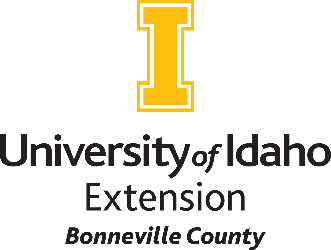 I
University of Idaho
Extension
Bonneville County